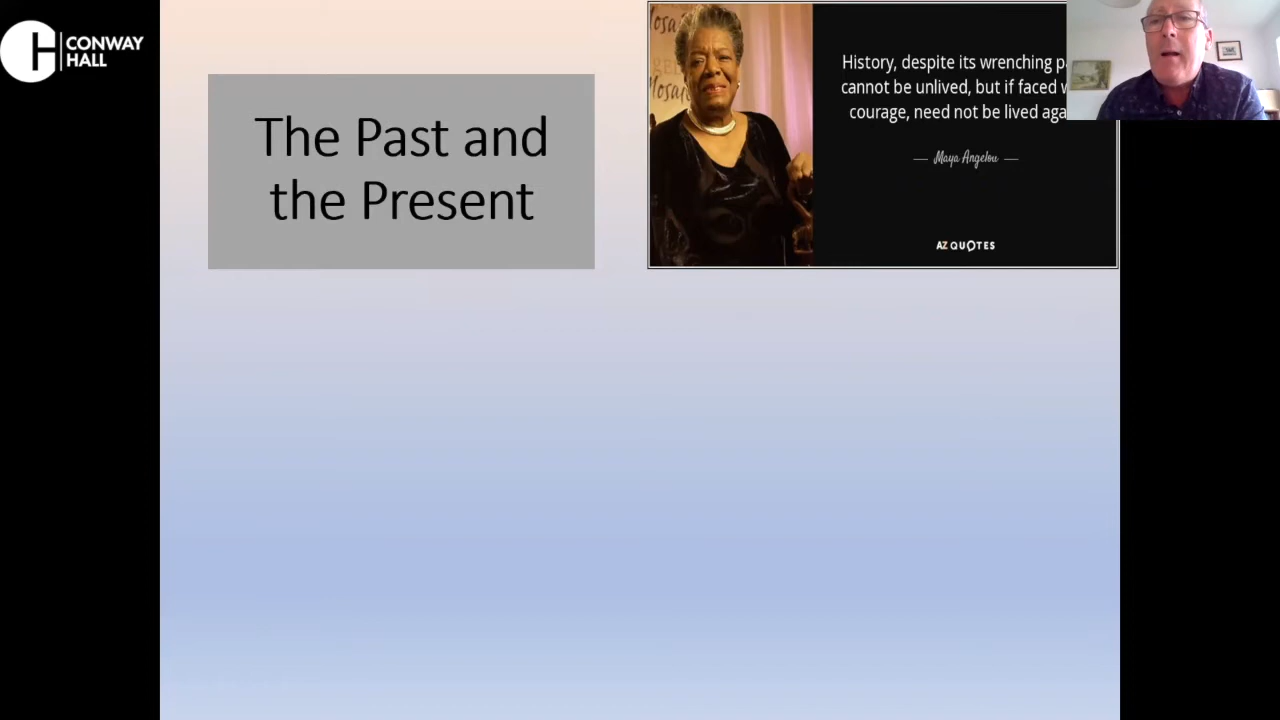 CONWAY
HALL
The Past and
the Present
History, despite its wrenching
cannot be unlived, but if faced
courage, need not be lived
— Maya Angelou —
AZ QUOTES